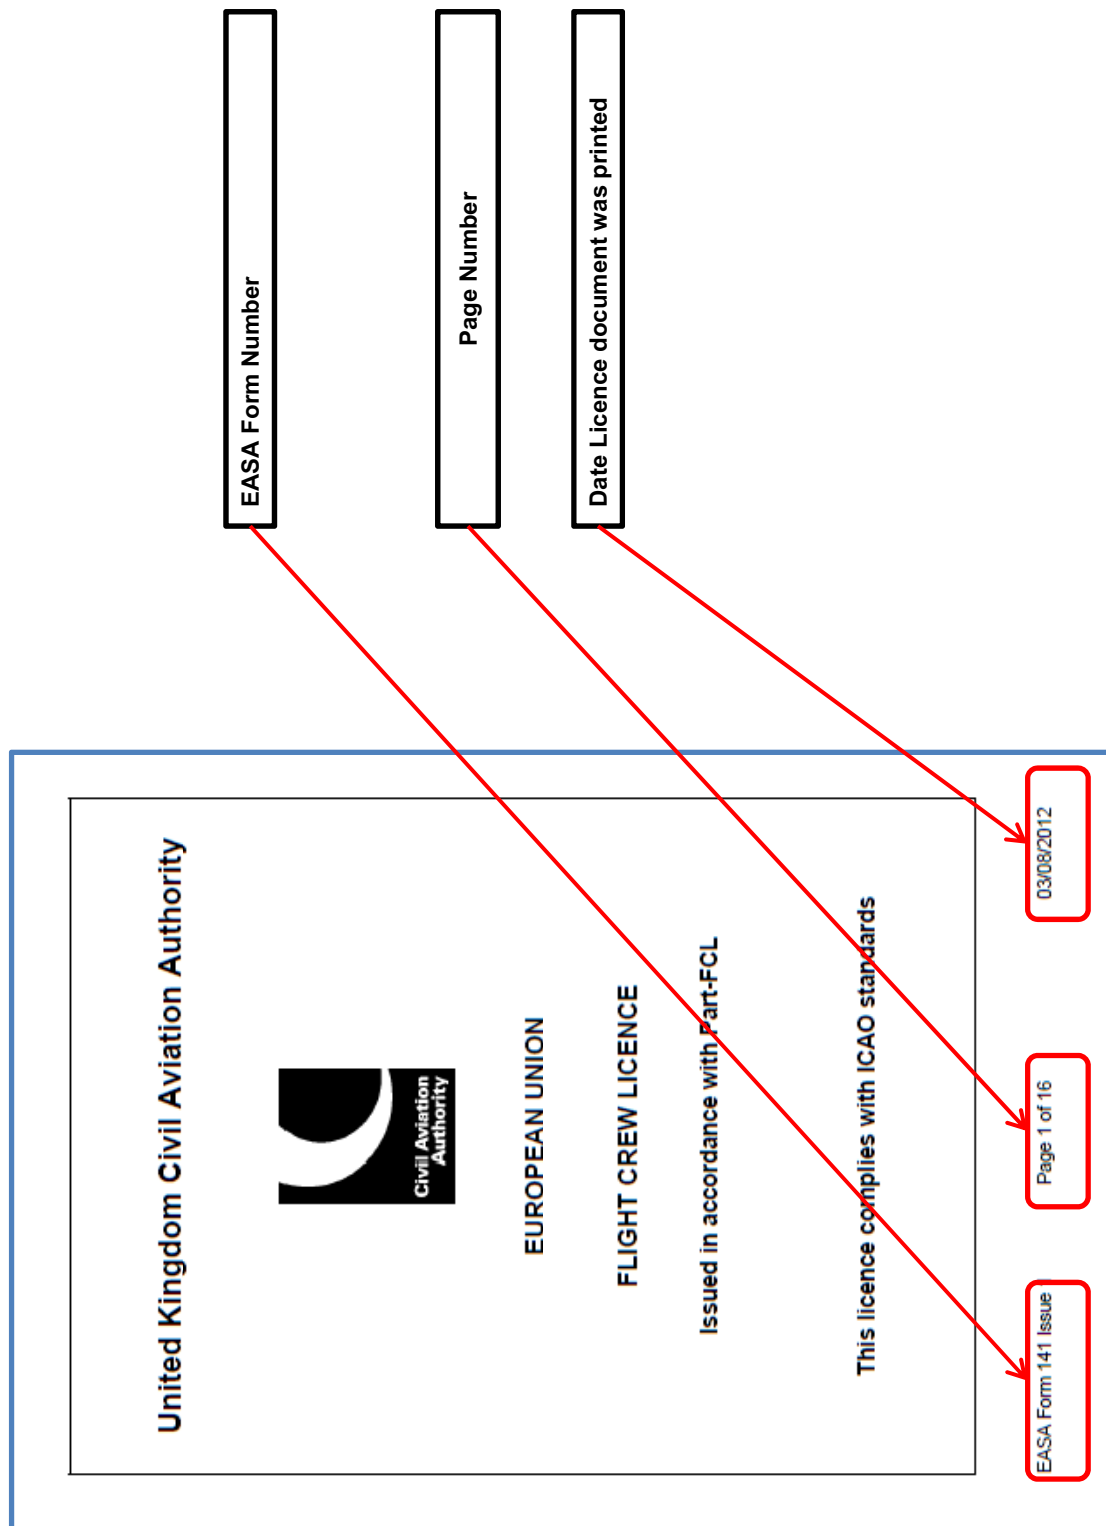 United Kingdom Civil Aviation Authority
Civil Aviation
Authority
EUROPEAN UNION
FLIGHT CREW LICENCE
Issued in accordance with Part-FCL
This licence complies with ICAO standards
EASA Form 141 Issue
Page 1 of 16
03/08/2012
EASA Form Number
Page Number
Date Licence document was printed